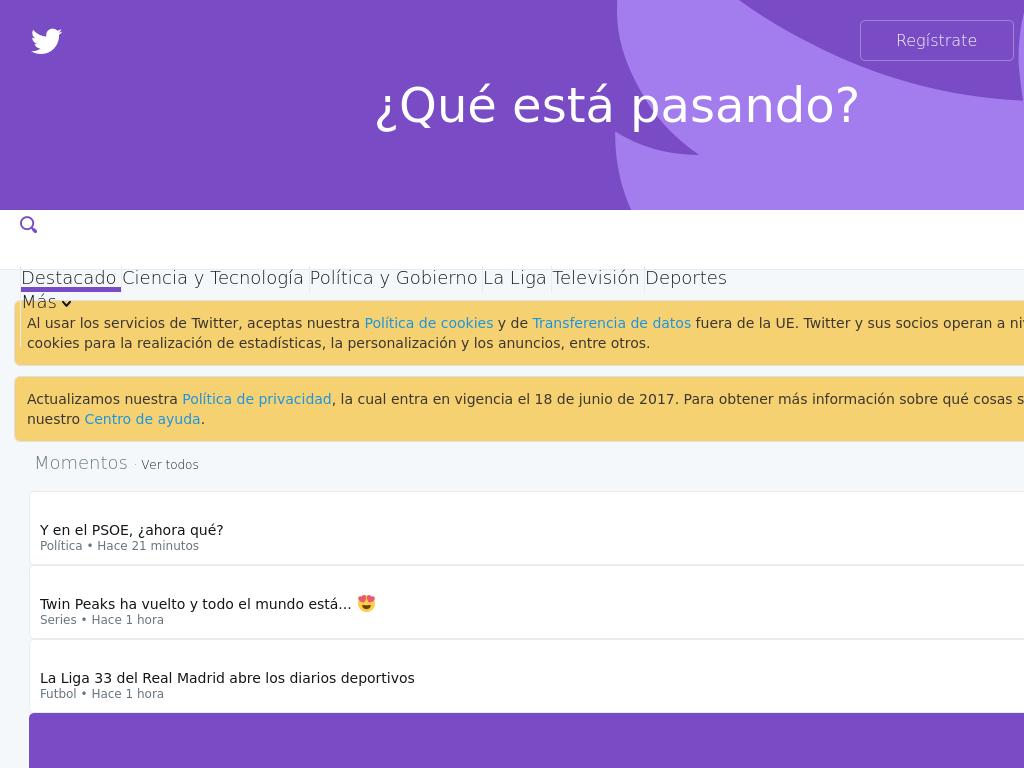 Regístrate
¿Qué está pasando?
Destacado Ciencia y Tecnología Política y Gobierno La Liga Televisión Deportes
Más
Al usar los servicios de Twitter, aceptas nuestra Política de cookies y de Transferencia de datos fuera de la UE. Twitter y sus socios operan a
cookies para la realización de estadísticas, la personalización y los anuncios, entre otros.
Actualizamos nuestra Política de privacidad, la cual entra en vigencia el 18 de junio de 2017. Para obtener más información sobre qué cosas
nuestro Centro de ayuda.
Momentos · Ver todos
Y en el PSOE, ¿ahora qué?
Política • Hace 21 minutos
Twin Peaks ha vuelto y todo el mundo está... 😍
Series • Hace 1 hora
La Liga 33 del Real Madrid abre los diarios deportivos
Futbol • Hace 1 hora